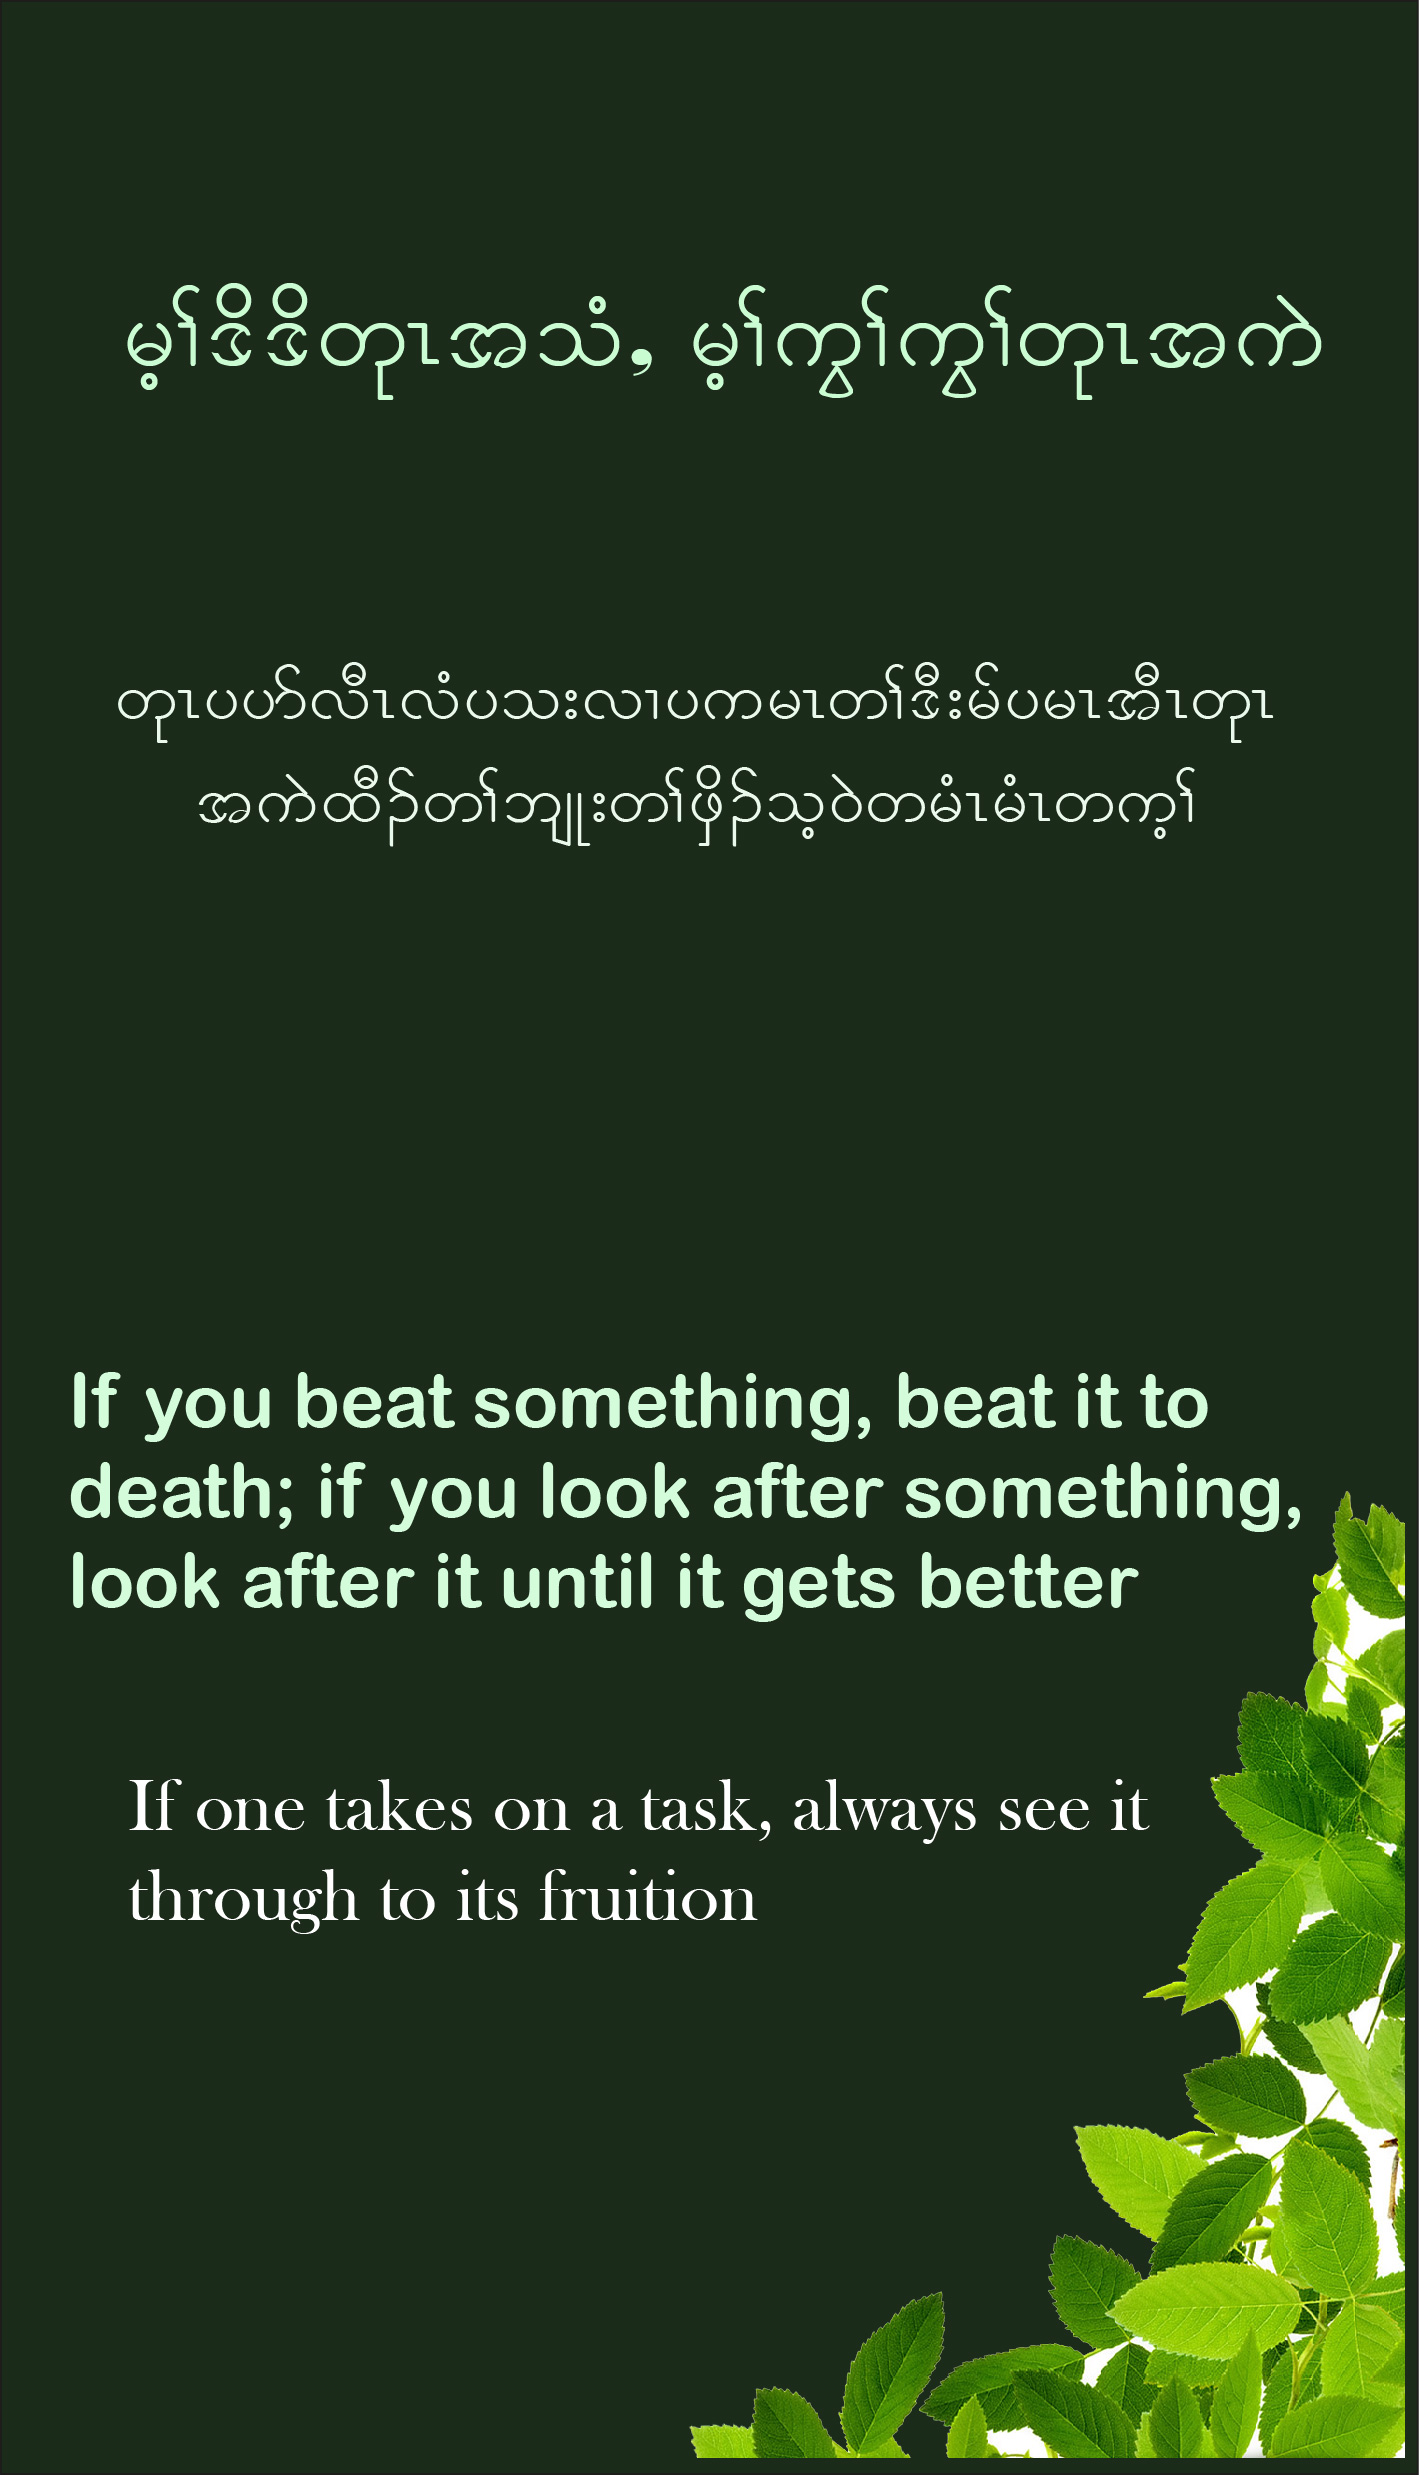 မ့ၢ်ဒိဒိတုၤအသံ, မ့ၢ်ကွၢ်ကွၢ်တုၤအကဲ
တုၤပဟ်လီၤလံပသးလၢပကမၤတၢ်ဒီးမ်ပမၤအီၤတုၤ
အကဲထီၣ်တၢ်ဘျုးတၢ်ဖှိၣ်သ့ဝဲတမံၤမံၤတက့ၢ်
If you beat something, beat it to
death; if you look after something,
look after it until it gets better
If one takes on a task, always see it
through to its fruition